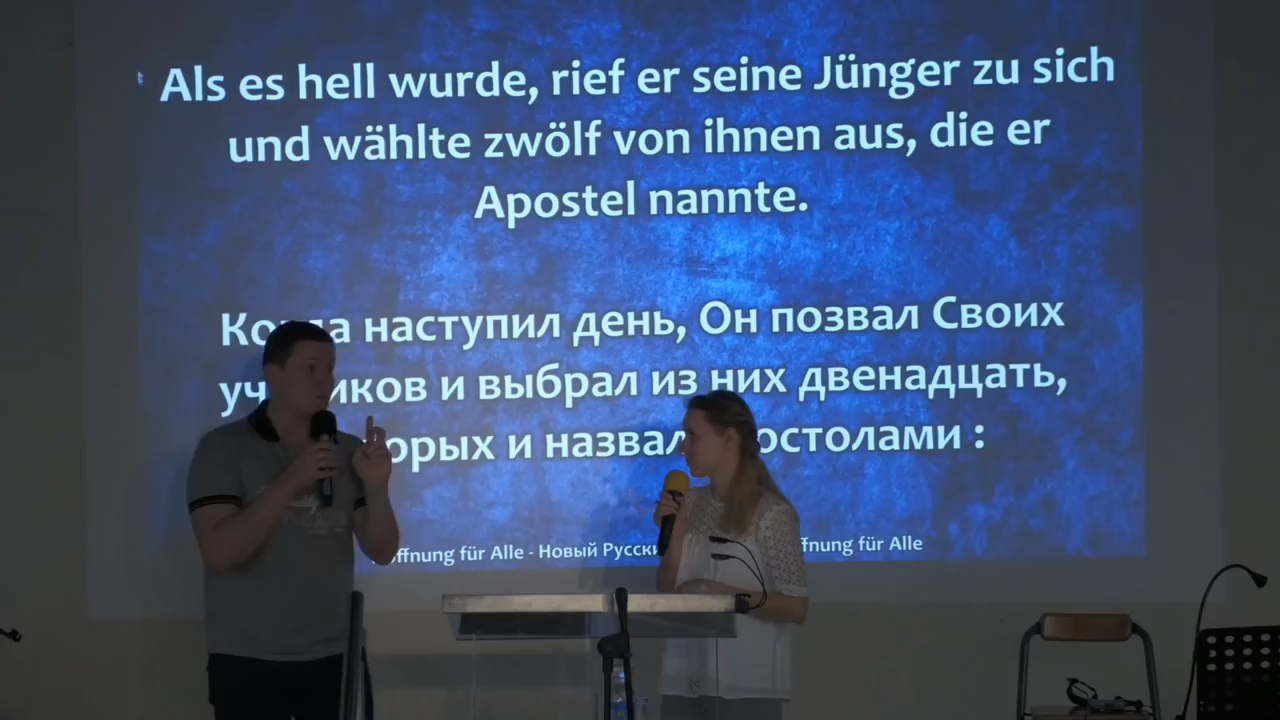 Als es hell wurde, rief er seine Jünger zu sich
und wählte zwölf von ihnen aus, die er
Apostel nannte.
наступил день, Он позвал Своих
и выбрал из них двенадцать,
и назвал
für Alle - Новый für Alle